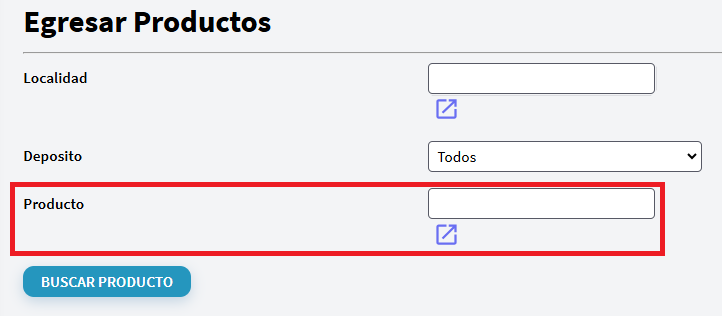 Egresar Productos
Localidad
Deposito
Todos
Producto
BUSCAR PRODUCTO